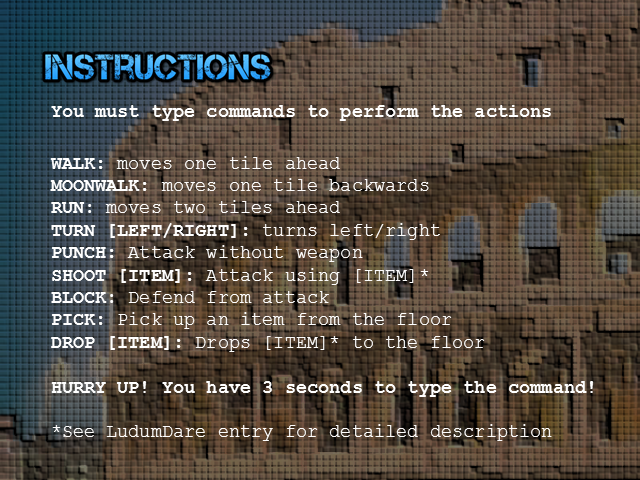 INSTRUCTIONS
You must type commands to perform the actions
WALK: moves one tile ahead
MOONWALK: moves one tile backwards
RUN: moves two tiles ahead
TURN [LEFT/RIGHT]: turns left/right
PUNCH: Attack without weapon
SHOOT [ITEM]: Attack using [ITEM]*
BLOCK: Defend from attack
PICK: Pick up an item from the floor
DROP [ITEM]: Drops [ITEM]* to the floor
HURRY UP! You have 3 seconds to type the command!
*See LudumDare entry for detailed description